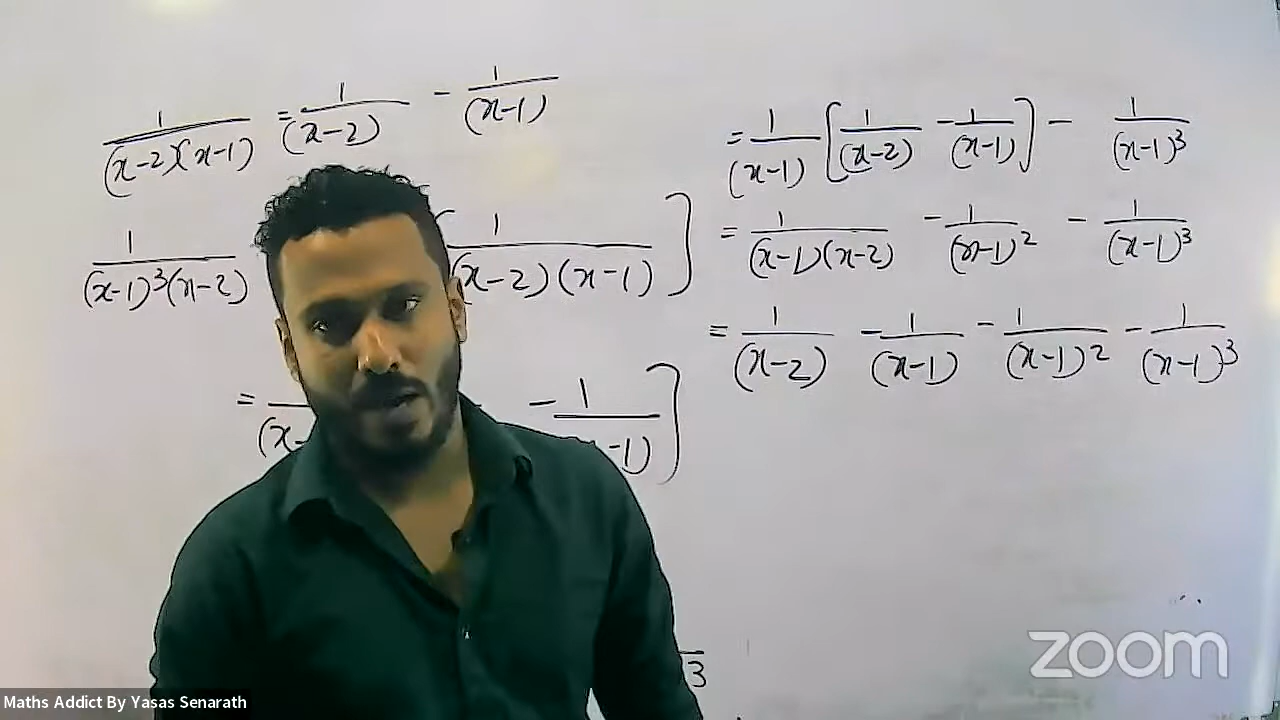 1/((x-2)(x-1)) = 1/(x-2) - 1/(x-1)
1/((x-1)³(x-2)) [1/((x-2)(x-1))]
= (x- - 1/ -1)]
3
= 1/(x-1) [1/(x-2) - 1/(x-1)] - 1/(x-1)³
= 1/((x-1)(x-2)) - 1/(x-1)² - 1/(x-1)³
= 1/(x-2) - 1/(x-1) - 1/(x-1)² - 1/(x-1)³
zoom
Maths Addict By Yasas Senarath